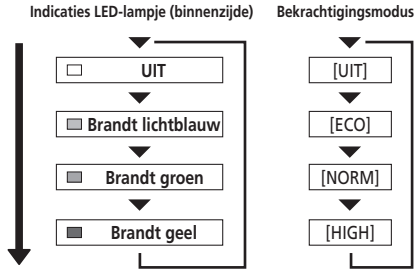 Indicaties LED-lampje (binnenzijde) Bekrachtigingsmodus
UIT [UIT]
Brandt lichtblauw [ECO]
Brandt groen [NORM]
Brandt geel [HIGH]